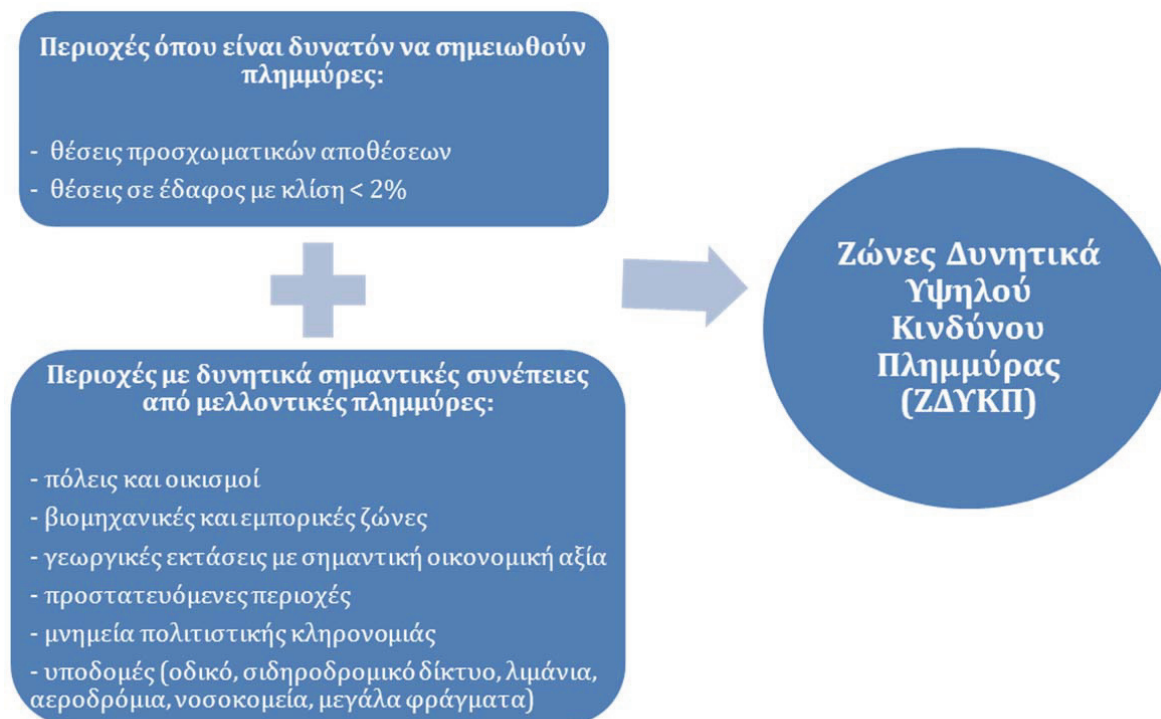 Περιοχές όπου είναι δυνατόν να σημειωθούν
πλημμύρες:
- θέσεις προσχωματικών αποθέσεων
- θέσεις σε έδαφος με κλίση < 2%
Περιοχές με δυνητικά σημαντικές συνέπειες
από μελλοντικές πλημμύρες:
- πόλεις και οικισμοί
- βιομηχανικές και εμπορικές ζώνες
- γεωργικές εκτάσεις με σημαντική οικονομική αξία
- προστατευόμενες περιοχές
- μνημεία πολιτιστικής κληρονομιάς
- υποδομές (οδικό, σιδηροδρομικό δίκτυο, λιμάνια,
αεροδρόμια, νοσοκομεία, μεγάλα φράγματα)
Ζώνες Δυνητικά
Υψηλού
Κινδύνου
Πλημμύρας
(ΖΔΥΚΠ)